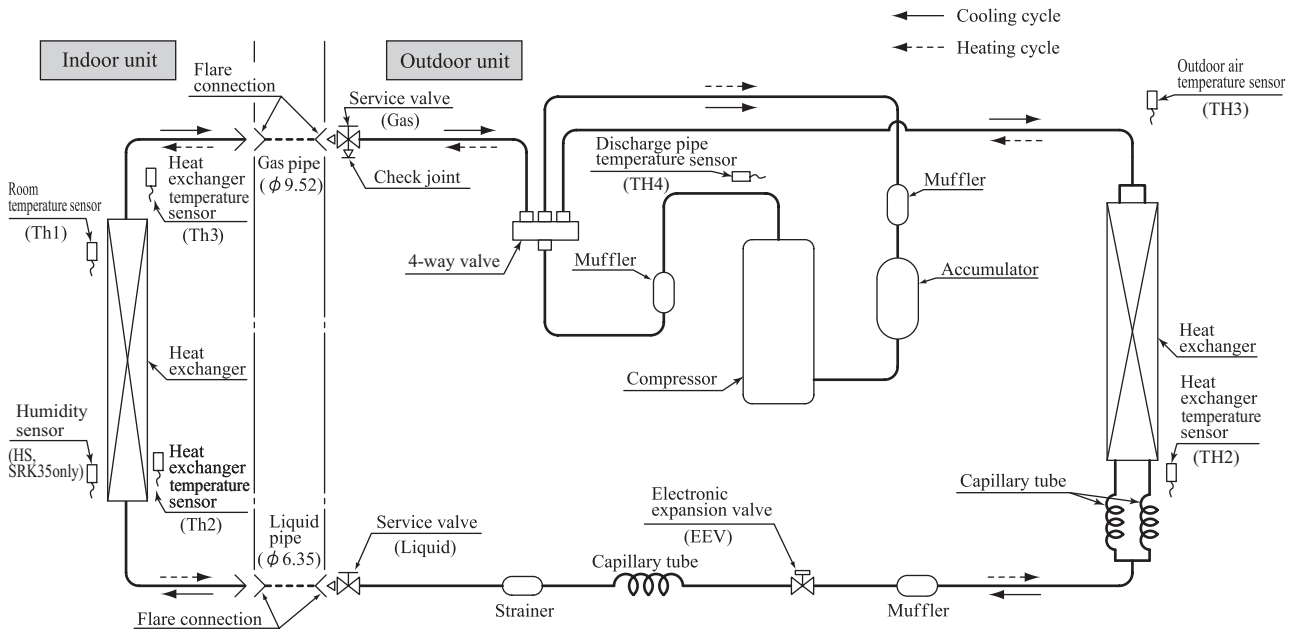 Cooling cycle
Heating cycle
Indoor unit
Outdoor unit
Flare
connection
Service valve
(Gas)
Outdoor air
temperature sensor
(TH3)
Gas pipe
(ϕ9.52)
Check joint
Discharge pipe
temperature sensor
(TH4)
Muffler
Heat
exchanger
temperature
sensor
(Th3)
Room
temperature sensor
(Th1)
4-way valve
Muffler
Accumulator
Heat
exchanger
Compressor
Heat
exchanger
Humidity
sensor
(HS,
SRK35only)
Heat
exchanger
temperature
sensor
(Th2)
Heat
exchanger
temperature
sensor
(TH2)
Capillary tube
Liquid
pipe
(ϕ6.35)
Service valve
(Liquid)
Electronic
expansion valve
(EEV)
Capillary tube
Strainer
Muffler
Flare connection